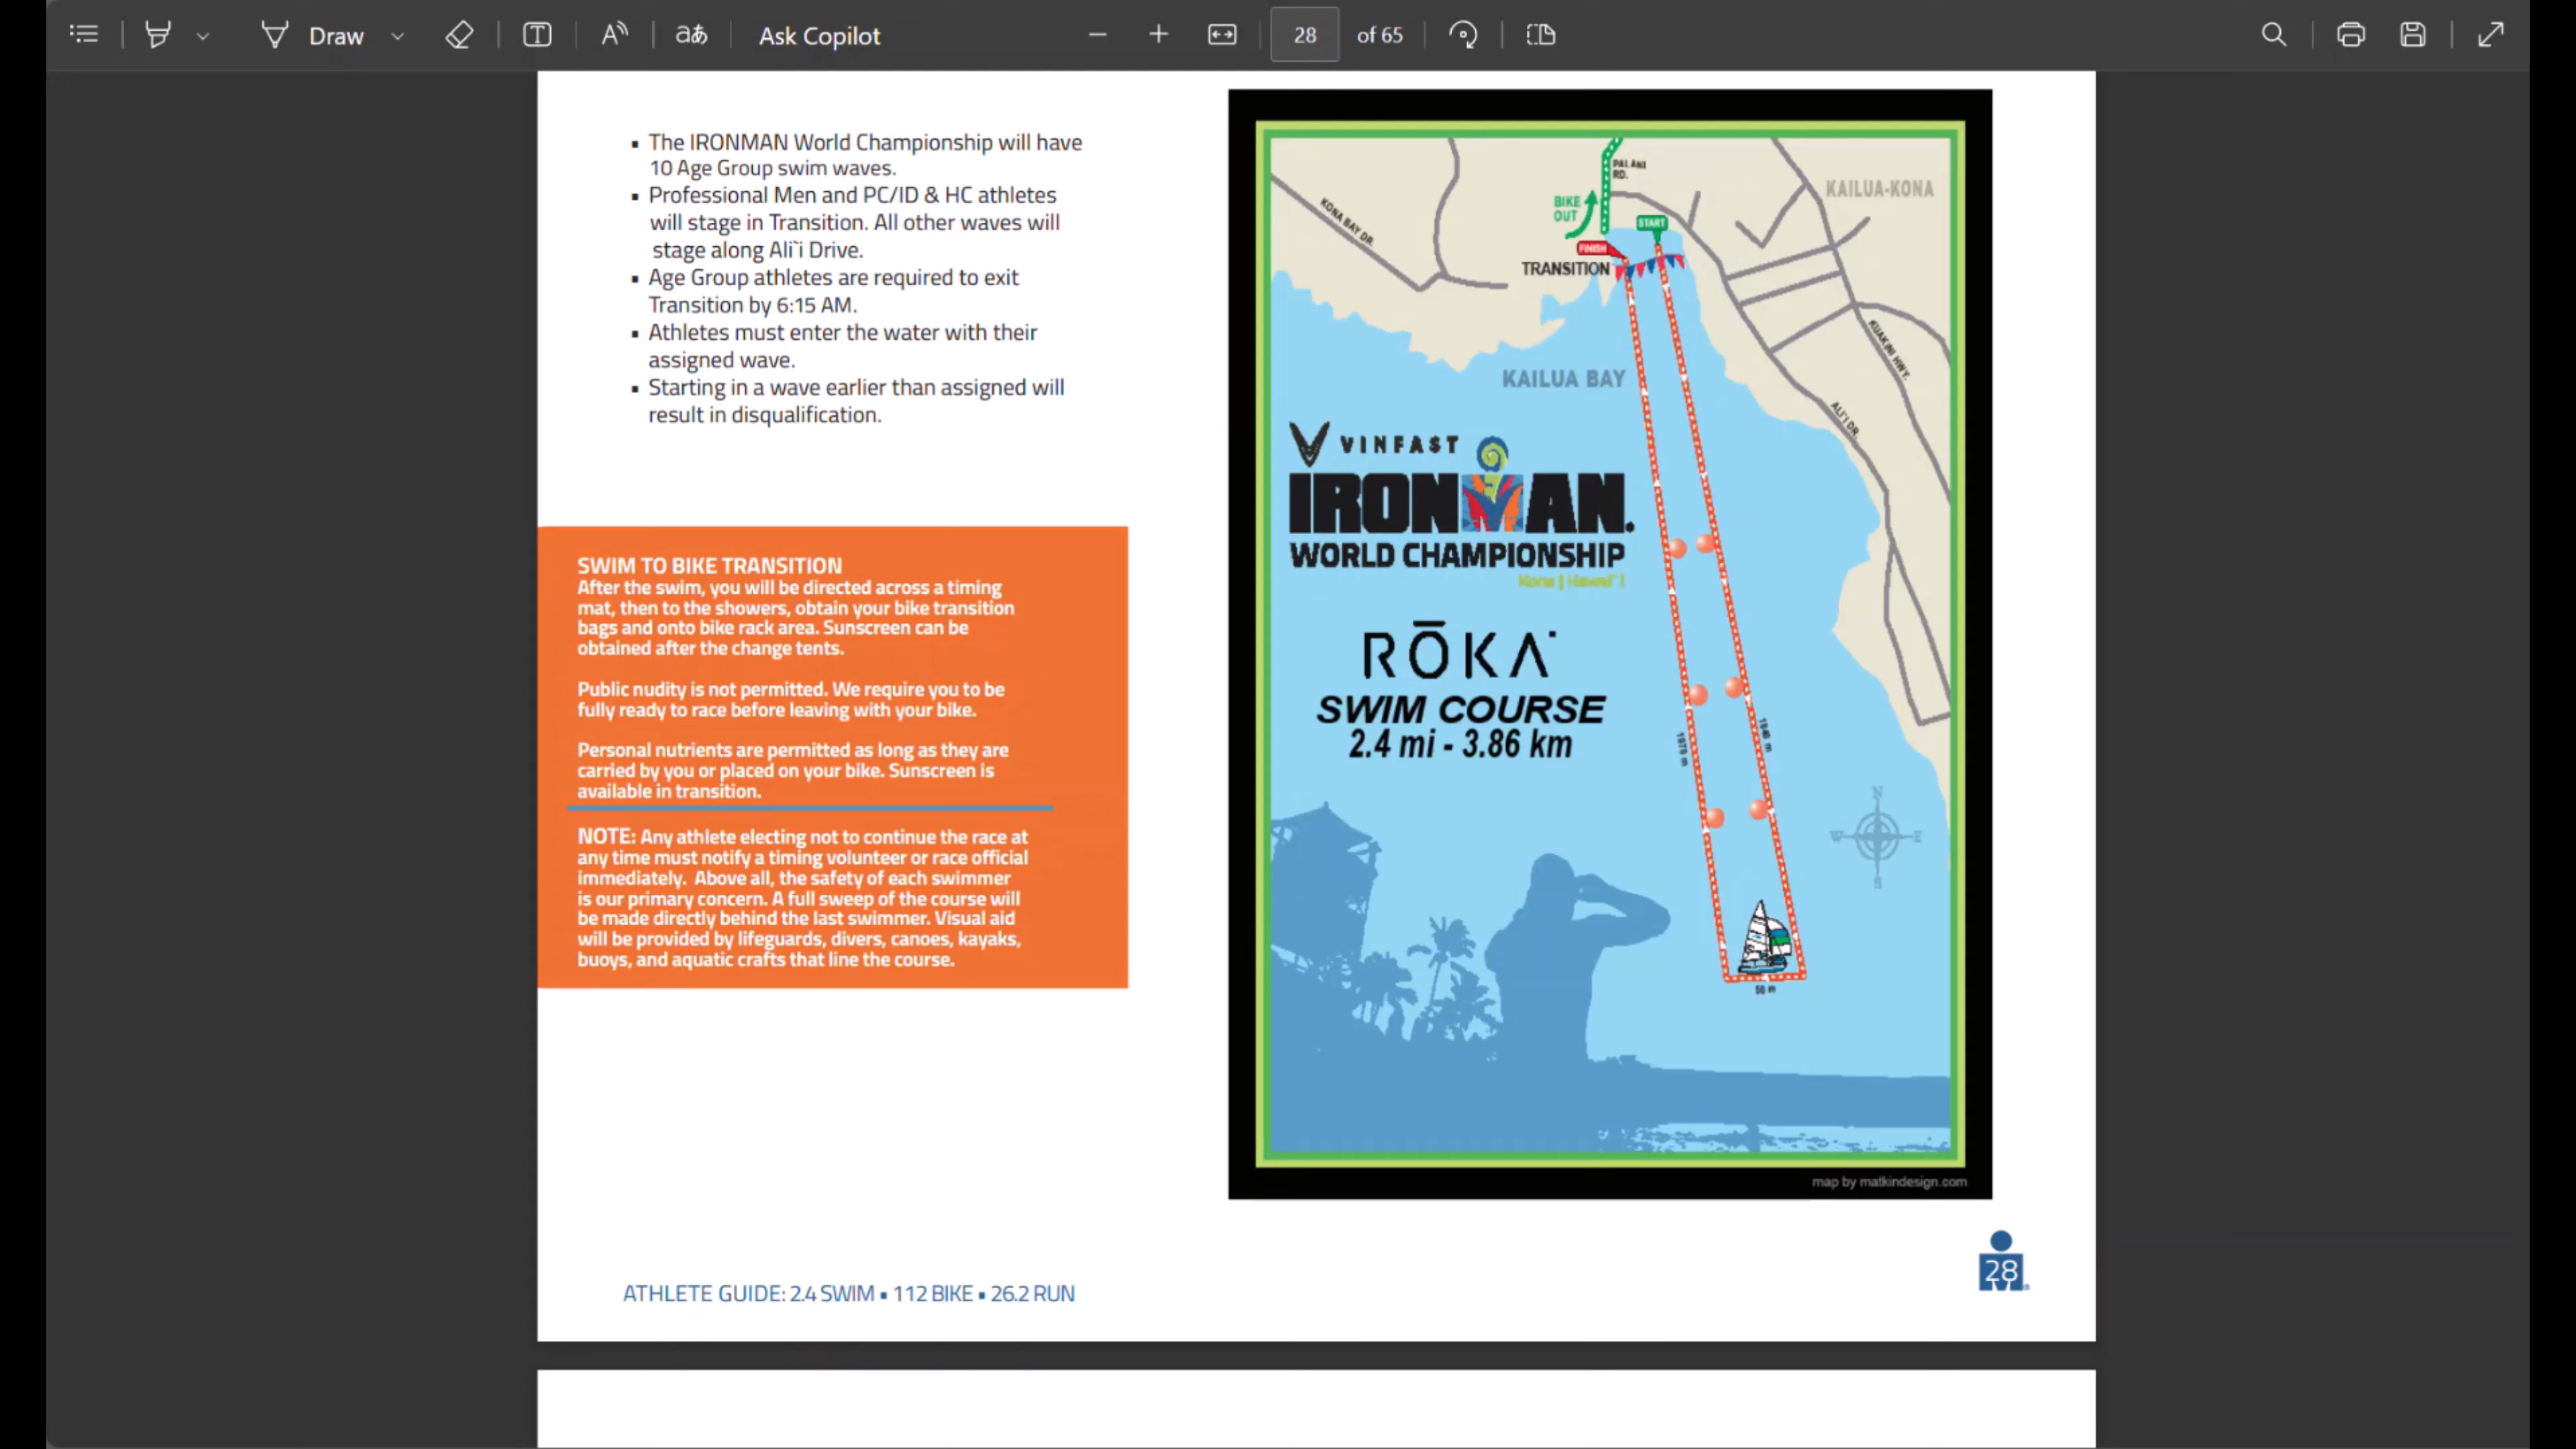 Draw
Ask Copilot
28 of 65
▪ The IRONMAN World Championship will have
10 Age Group swim waves.
▪ Professional Men and PC/ID & HC athletes
will stage in Transition. All other waves will
stage along Ali`i Drive.
▪ Age Group athletes are required to exit
Transition by 6:15 AM.
▪ Athletes must enter the water with their
assigned wave.
▪ Starting in a wave earlier than assigned will
result in disqualification.
SWIM TO BIKE TRANSITION
After the swim, you will be directed across a timing
mat, then to the showers, obtain your bike transition
bags and onto bike rack area. Sunscreen can be
obtained after the change tents.
Public nudity is not permitted. We require you to be
fully ready to race before leaving with your bike.
Personal nutrients are permitted as long as they are
carried by you or placed on your bike. Sunscreen is
available in transition.
NOTE: Any athlete electing not to continue the race at
any time must notify a timing volunteer or race official
immediately. Above all, the safety of each swimmer
is our primary concern. A full sweep of the course will
be made directly behind the last swimmer. Visual aid
will be provided by lifeguards, divers, canoes, kayaks,
buoys, and aquatic crafts that line the course.
PALANI
RD.
KAILUA-KONA
KONA BAY DR.
BIKE
OUT
START
FINISH
TRANSITION
KUAKINI HWY.
KAILUA BAY
ALI'I DR.
VINFAST
IRONMAN
WORLD CHAMPIONSHIP
Kona | Hawai`i
RŌKA
SWIM COURSE
2.4 mi - 3.86 km
N
W E
S
50 m
map by matkindesign.com
ATHLETE GUIDE: 2.4 SWIM ▪ 112 BIKE ▪ 26.2 RUN
28